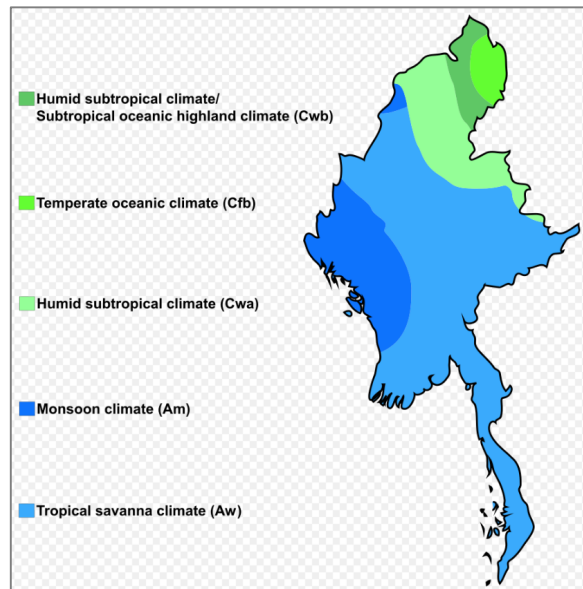 Humid subtropical climate/
Subtropical oceanic highland climate (Cwb)
Temperate oceanic climate (Cfb)
Humid subtropical climate (Cwa)
Monsoon climate (Am)
Tropical savanna climate (Aw)